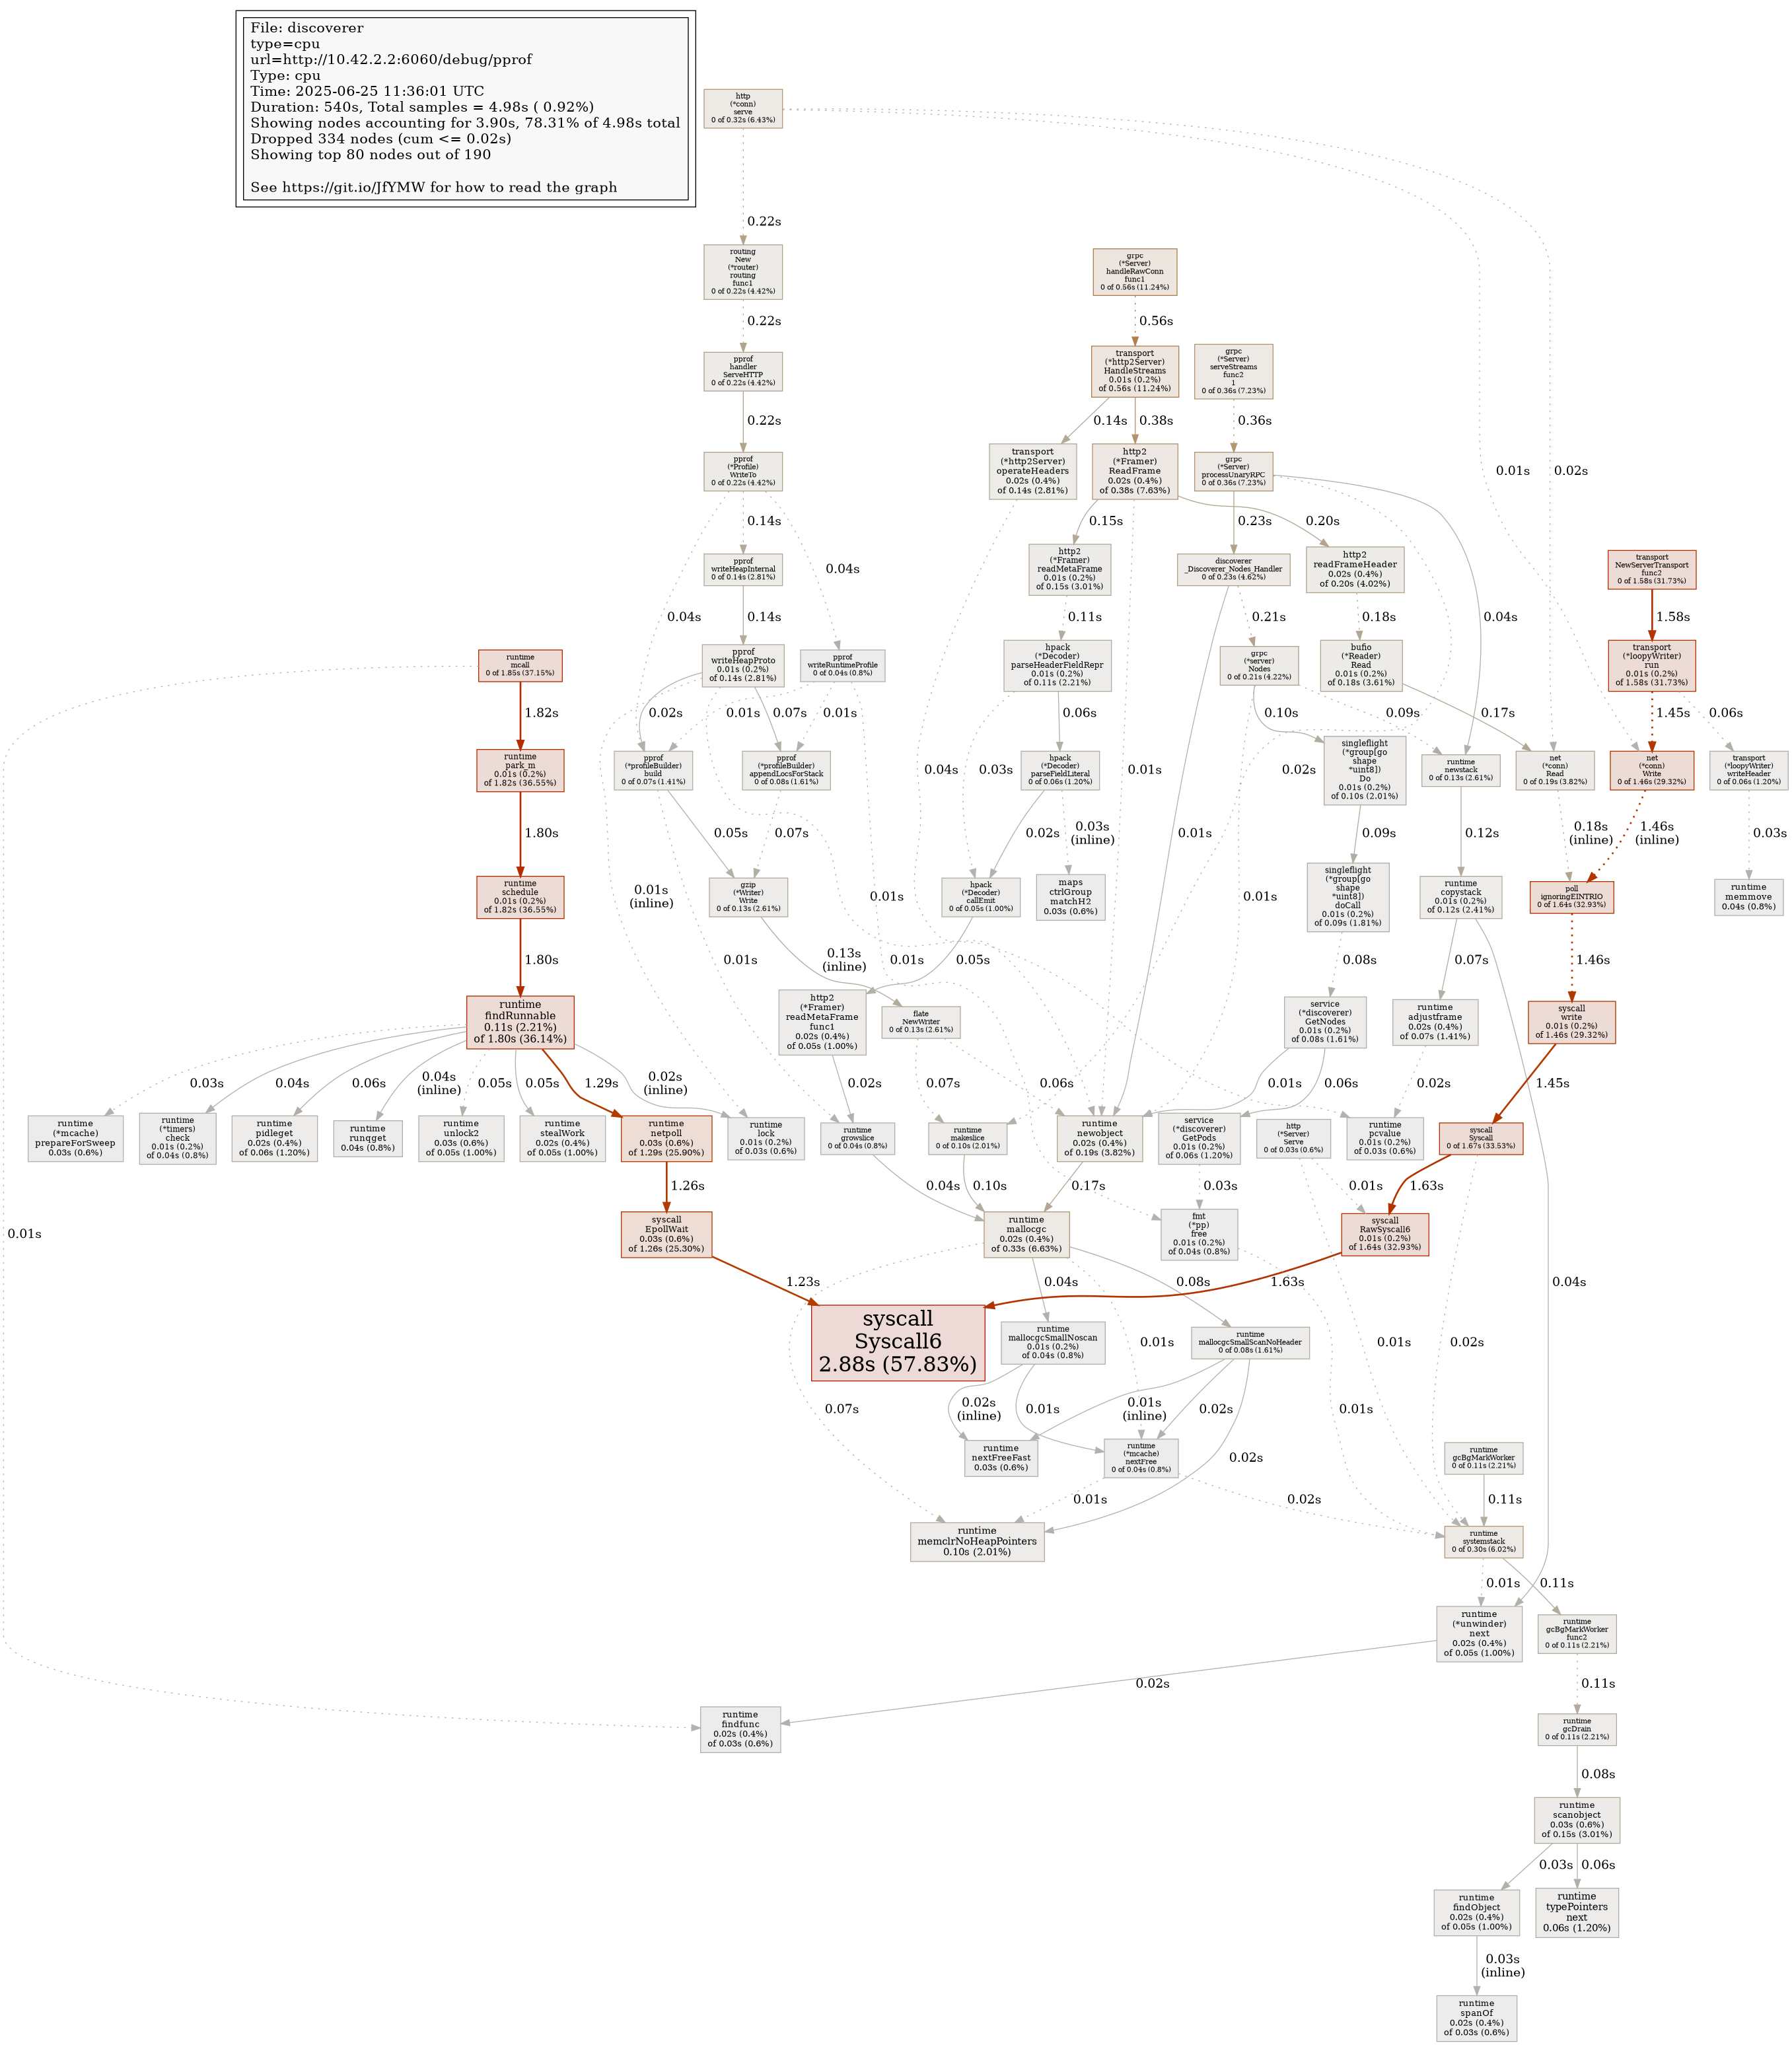 File: discoverer
type=cpu
url=http://10.42.2.2:6060/debug/pprof
Type: cpu
Time: 2025-06-25 11:36:01 UTC
Duration: 540s, Total samples = 4.98s ( 0.92%)
Showing nodes accounting for 3.90s, 78.31% of 4.98s total
Dropped 334 nodes (cum <= 0.02s)
Showing top 80 nodes out of 190
See https://git.io/JfYMW for how to read the graph
http
(*conn)
serve
0 of 0.32s (6.43%)
0.22s
0.01s
0.02s
routing
New
(*router)
routing
func1
0 of 0.22s (4.42%)
0.22s
pprof
handler
ServeHTTP
0 of 0.22s (4.42%)
0.22s
pprof
(*Profile)
WriteTo
0 of 0.22s (4.42%)
0.04s
0.14s
0.04s
grpc
(*Server)
handleRawConn
func1
0 of 0.56s (11.24%)
0.56s
transport
(*http2Server)
HandleStreams
0.01s (0.2%)
of 0.56s (11.24%)
0.14s
0.38s
grpc
(*Server)
serveStreams
func2
1
0 of 0.36s (7.23%)
0.36s
transport
(*http2Server)
operateHeaders
0.02s (0.4%)
of 0.14s (2.81%)
0.04s
http2
(*Framer)
ReadFrame
0.02s (0.4%)
of 0.38s (7.63%)
0.15s
0.01s
0.20s
grpc
(*Server)
processUnaryRPC
0 of 0.36s (7.23%)
0.23s
0.02s
0.04s
pprof
writeHeapInternal
0 of 0.14s (2.81%)
0.14s
http2
(*Framer)
readMetaFrame
0.01s (0.2%)
of 0.15s (3.01%)
0.11s
discoverer
_Discoverer_Nodes_Handler
0 of 0.23s (4.62%)
0.01s
0.21s
http2
readFrameHeader
0.02s (0.4%)
of 0.20s (4.02%)
0.18s
transport
NewServerTransport
func2
0 of 1.58s (31.73%)
1.58s
runtime
mcall
0 of 1.85s (37.15%)
0.01s
1.82s
pprof
writeHeapProto
0.01s (0.2%)
of 0.14s (2.81%)
0.01s
(inline)
0.02s
0.01s
0.07s
pprof
writeRuntimeProfile
0 of 0.04s (0.8%)
0.01s
0.01s
0.01s
hpack
(*Decoder)
parseHeaderFieldRepr
0.01s (0.2%)
of 0.11s (2.21%)
0.03s
0.06s
grpc
(*server)
Nodes
0 of 0.21s (4.22%)
0.01s
0.10s
0.09s
bufio
(*Reader)
Read
0.01s (0.2%)
of 0.18s (3.61%)
0.17s
transport
(*loopyWriter)
run
0.01s (0.2%)
of 1.58s (31.73%)
1.45s
0.06s
runtime
park_m
0.01s (0.2%)
of 1.82s (36.55%)
1.80s
pprof
(*profileBuilder)
build
0 of 0.07s (1.41%)
0.05s
0.01s
pprof
(*profileBuilder)
appendLocsForStack
0 of 0.08s (1.61%)
0.07s
hpack
(*Decoder)
parseFieldLiteral
0 of 0.06s (1.20%)
0.02s
0.03s
(inline)
singleflight
(*group[go
shape
*uint8])
Do
0.01s (0.2%)
of 0.10s (2.01%)
0.09s
runtime
newstack
0 of 0.13s (2.61%)
0.12s
net
(*conn)
Read
0 of 0.19s (3.82%)
0.18s
(inline)
net
(*conn)
Write
0 of 1.46s (29.32%)
1.46s
(inline)
transport
(*loopyWriter)
writeHeader
0 of 0.06s (1.20%)
0.03s
runtime
schedule
0.01s (0.2%)
of 1.82s (36.55%)
1.80s
gzip
(*Writer)
Write
0 of 0.13s (2.61%)
0.13s
(inline)
hpack
(*Decoder)
callEmit
0 of 0.05s (1.00%)
0.05s
maps
ctrlGroup
matchH2
0.03s (0.6%)
singleflight
(*group[go
shape
*uint8])
doCall
0.01s (0.2%)
of 0.09s (1.81%)
0.08s
runtime
copystack
0.01s (0.2%)
of 0.12s (2.41%)
0.07s
0.04s
poll
ignoringEINTRIO
0 of 1.64s (32.93%)
1.46s
runtime
memmove
0.04s (0.8%)
runtime
findRunnable
0.11s (2.21%)
of 1.80s (36.14%)
0.03s
0.04s
0.06s
0.04s
(inline)
0.05s
0.05s
1.29s
0.02s
(inline)
http2
(*Framer)
readMetaFrame
func1
0.02s (0.4%)
of 0.05s (1.00%)
0.02s
flate
NewWriter
0 of 0.13s (2.61%)
0.07s
0.06s
service
(*discoverer)
GetNodes
0.01s (0.2%)
of 0.08s (1.61%)
0.01s
0.06s
runtime
adjustframe
0.02s (0.4%)
of 0.07s (1.41%)
0.02s
syscall
write
0.01s (0.2%)
of 1.46s (29.32%)
1.45s
runtime
(*mcache)
prepareForSweep
0.03s (0.6%)
runtime
(*timers)
check
0.01s (0.2%)
of 0.04s (0.8%)
runtime
pidleget
0.02s (0.4%)
of 0.06s (1.20%)
runtime
runqget
0.04s (0.8%)
runtime
unlock2
0.03s (0.6%)
of 0.05s (1.00%)
runtime
stealWork
0.02s (0.4%)
of 0.05s (1.00%)
runtime
netpoll
0.03s (0.6%)
of 1.29s (25.90%)
1.26s
runtime
lock
0.01s (0.2%)
of 0.03s (0.6%)
runtime
growslice
0 of 0.04s (0.8%)
0.04s
runtime
makeslice
0 of 0.10s (2.01%)
0.10s
runtime
newobject
0.02s (0.4%)
of 0.19s (3.82%)
0.17s
service
(*discoverer)
GetPods
0.01s (0.2%)
of 0.06s (1.20%)
0.03s
http
(*Server)
Serve
0 of 0.03s (0.6%)
0.01s
0.01s
runtime
pcvalue
0.01s (0.2%)
of 0.03s (0.6%)
syscall
Syscall
0 of 1.67s (33.53%)
1.63s
0.02s
syscall
EpollWait
0.03s (0.6%)
of 1.26s (25.30%)
1.23s
runtime
mallocgc
0.02s (0.4%)
of 0.33s (6.63%)
0.07s
0.04s
0.01s
0.08s
fmt
(*pp)
free
0.01s (0.2%)
of 0.04s (0.8%)
0.01s
syscall
RawSyscall6
0.01s (0.2%)
of 1.64s (32.93%)
1.63s
syscall
Syscall6
2.88s (57.83%)
runtime
mallocgcSmallNoscan
0.01s (0.2%)
of 0.04s (0.8%)
0.02s
(inline)
0.01s
runtime
mallocgcSmallScanNoHeader
0 of 0.08s (1.61%)
0.01s
(inline)
0.02s
0.02s
runtime
nextFreeFast
0.03s (0.6%)
runtime
(*mcache)
nextFree
0 of 0.04s (0.8%)
0.01s
0.02s
runtime
gcBgMarkWorker
0 of 0.11s (2.21%)
0.11s
runtime
memclrNoHeapPointers
0.10s (2.01%)
runtime
systemstack
0 of 0.30s (6.02%)
0.01s
0.11s
runtime
(*unwinder)
next
0.02s (0.4%)
of 0.05s (1.00%)
0.02s
runtime
gcBgMarkWorker
func2
0 of 0.11s (2.21%)
0.11s
runtime
findfunc
0.02s (0.4%)
of 0.03s (0.6%)
runtime
gcDrain
0 of 0.11s (2.21%)
0.08s
runtime
scanobject
0.03s (0.6%)
of 0.15s (3.01%)
0.03s
0.06s
runtime
findObject
0.02s (0.4%)
of 0.05s (1.00%)
0.03s
(inline)
runtime
typePointers
next
0.06s (1.20%)
runtime
spanOf
0.02s (0.4%)
of 0.03s (0.6%)